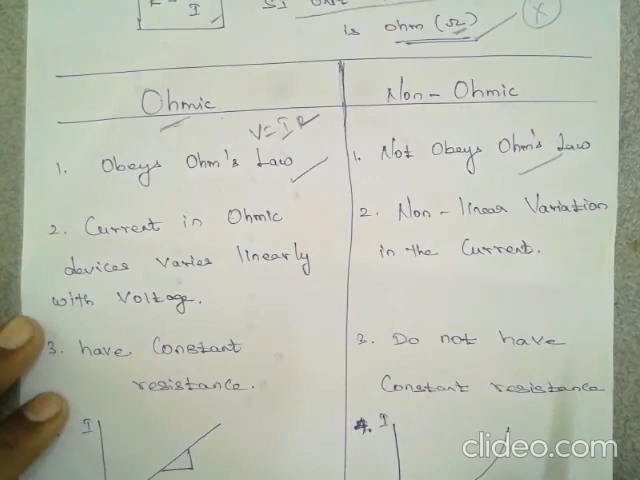 I
is ohm (Ω)
Ohmic
Non - Ohmic
V=IR
1. Obeys Ohm's Law
1. Not Obeys Ohm's Law
2. Current in Ohmic
devices varies linearly
with Voltage.
2. Non - linear Variation
in the Current.
3. have Constant
resistance.
3. Do not have
Constant resistance
I
4. I
clideo.com